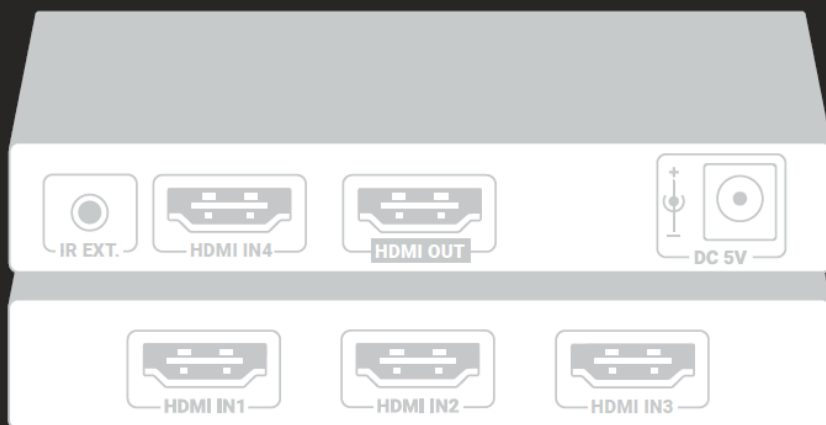 +
−
IR EXT.
HDMI IN4
HDMI OUT
DC 5V
HDMI IN1
HDMI IN2
HDMI IN3